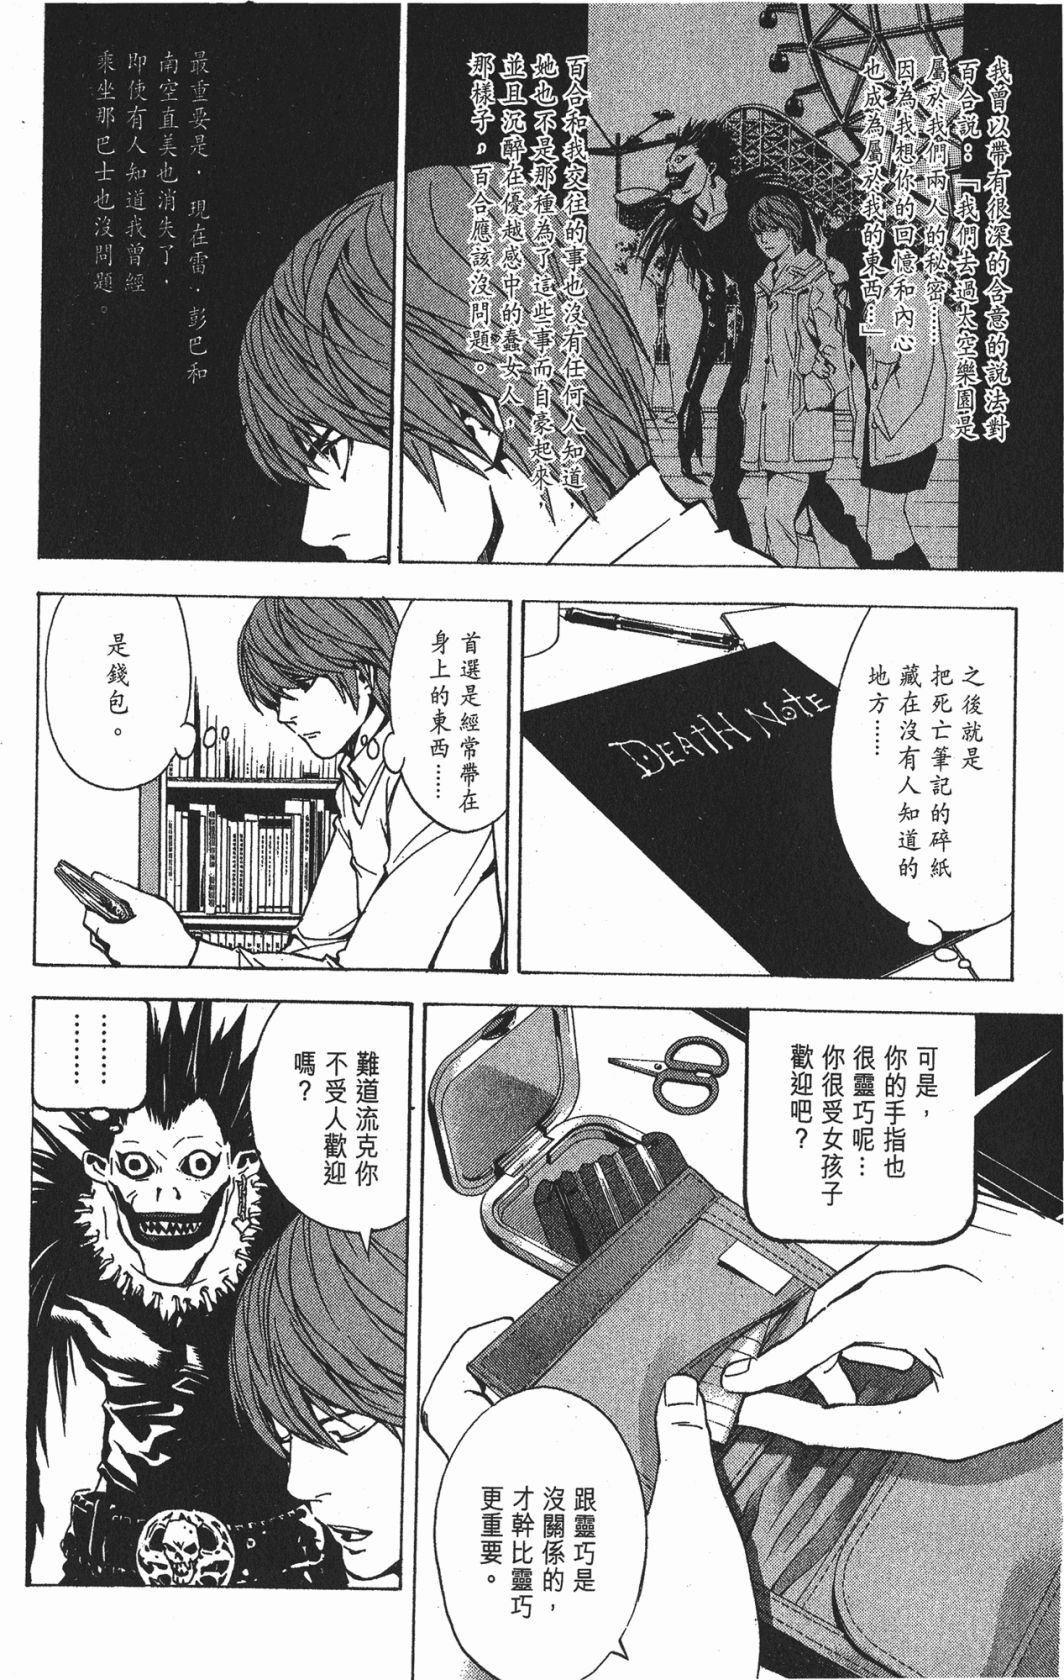 我曾以帶有很深的含意的說法對
百合說：『我們去過太空樂園是
屬於我們兩人的秘密……
因為我想你的回憶和內心
也成為屬於我的東西…』
百合和我交往的事也沒有任何人知道，
她也不是那種為了這些事而自豪起來，
並且沉醉在優越感中的蠢女人，
那樣子，百合應該沒問題。
最重要是，現在雷．彭巴和
南空直美也消失了，
即使有人知道我曾經
乘坐那巴士也沒問題。
之後就是
把死亡筆記的碎紙
藏在沒有人知道的
地方……
DEATH NOTE
首選是經常帶在
身上的東西……
是錢包。
可是，
你的手指也
很靈巧呢…
你很受女孩子
歡迎吧？
跟靈巧是
沒關係的，
才幹比靈巧
更重要。
難道流克你
不受人歡迎
嗎？
………
………